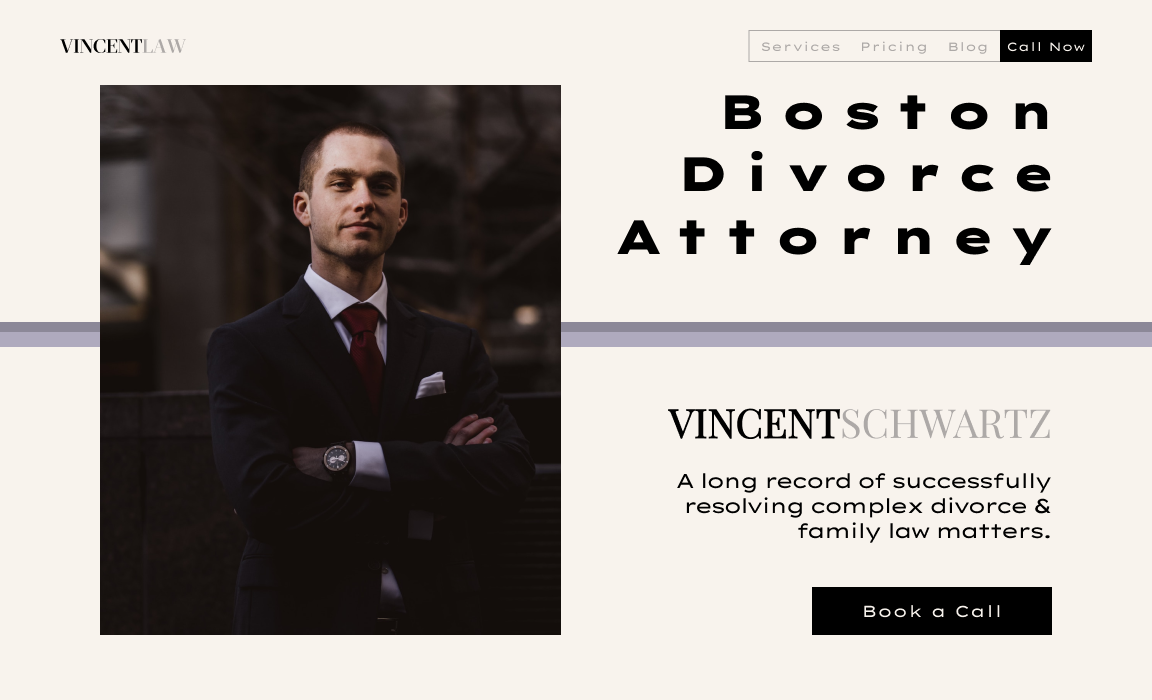 VINCENTLAW
Services Pricing Blog Call Now
Boston
Divorce
Attorney
VINCENTSCHWARTZ
A long record of successfully
resolving complex divorce &
family law matters.
Book a Call